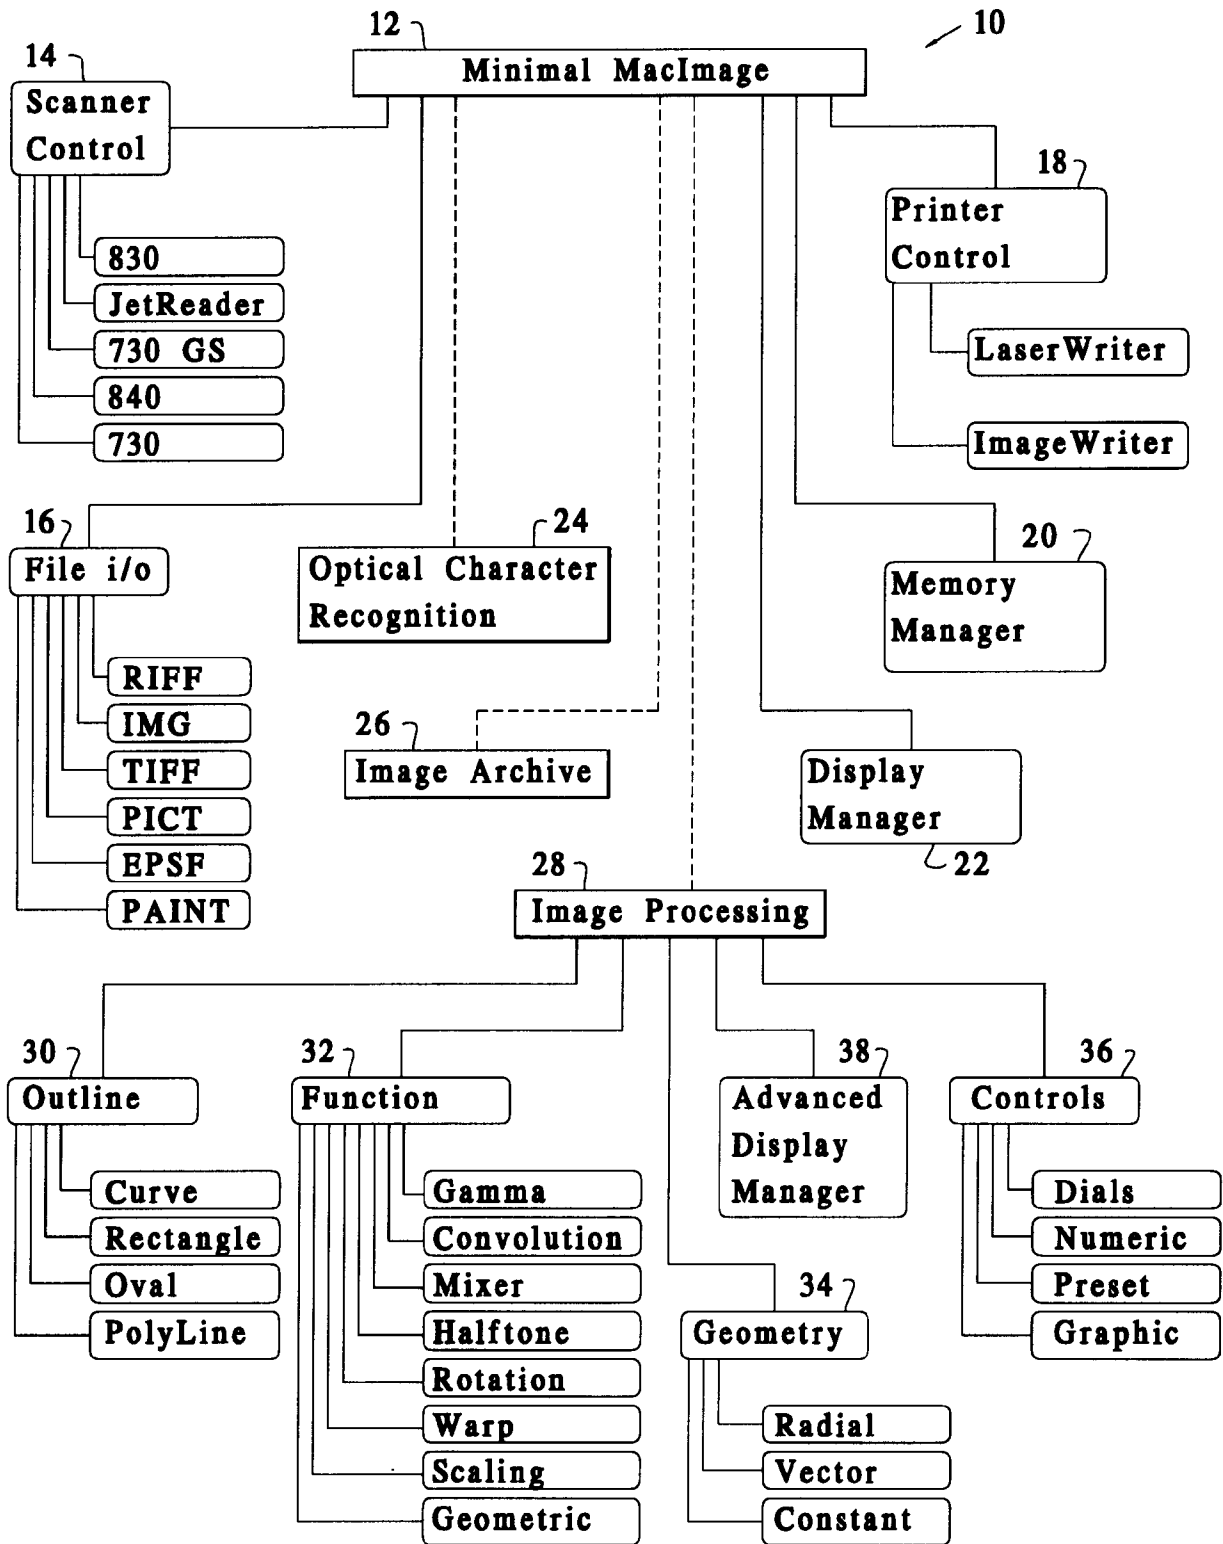 10
12
Minimal MacImage
14
Scanner
Control
830
JetReader
730 GS
840
730
18
Printer
Control
LaserWriter
ImageWriter
16
File i/o
RIFF
IMG
TIFF
PICT
EPSF
PAINT
24
Optical Character
Recognition
20
Memory
Manager
26
Image Archive
Display
Manager
22
28
Image Processing
30
Outline
Curve
Rectangle
Oval
PolyLine
32
Function
Gamma
Convolution
Mixer
Halftone
Rotation
Warp
Scaling
Geometric
38
Advanced
Display
Manager
34
Geometry
Radial
Vector
Constant
36
Controls
Dials
Numeric
Preset
Graphic